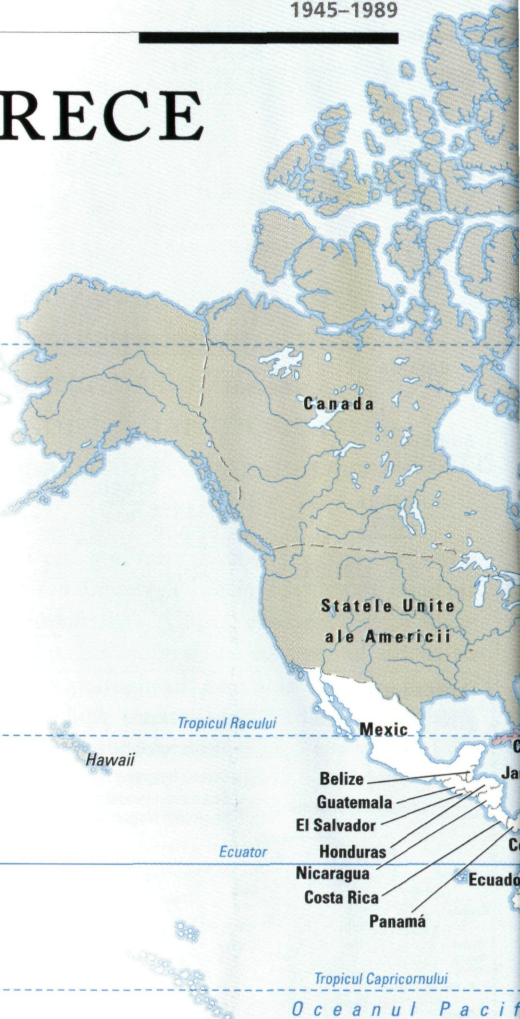 1945–1989
RECE
Canada
Statele Unite
ale Americii
Tropicul Racului
Mexic
Hawaii
C
Belize
Ja
Guatemala
El Salvador
Honduras
C
Ecuator
Nicaragua
Ecuado
Costa Rica
Panamá
Tropicul Capricornului
Oceanul Pacif